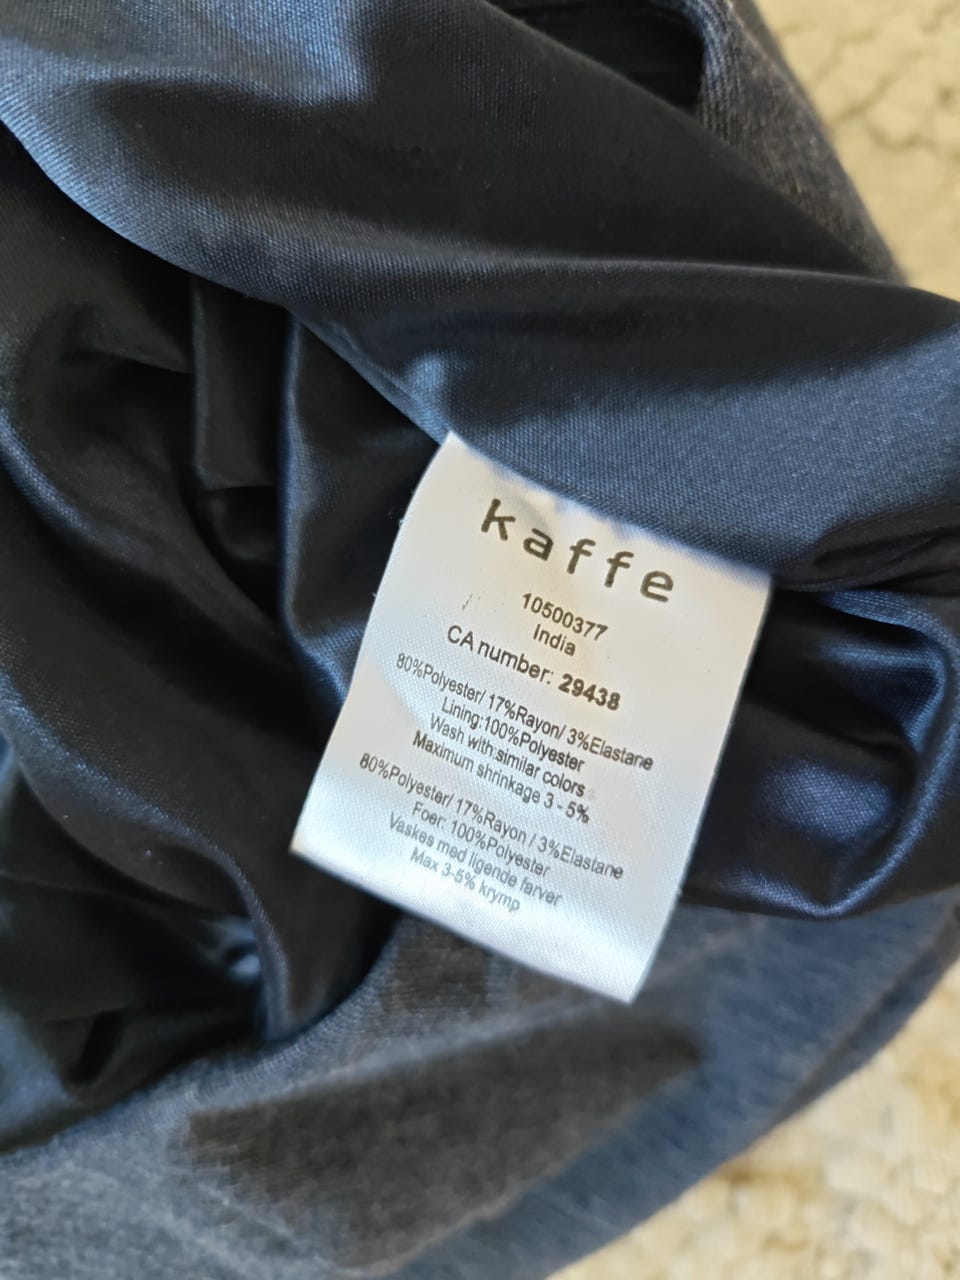 kaffe
10500377
India
CA number: 29438
80%Polyester/ 17%Rayon/ 3%Elastane
Lining:100%Polyester
Wash with similar colors
Maximum shrinkage 3 - 5%
80%Polyester/ 17%Rayon / 3%Elastane
Foer: 100%Polyester
Vaskes med ligende farver
Max 3-5% krymp